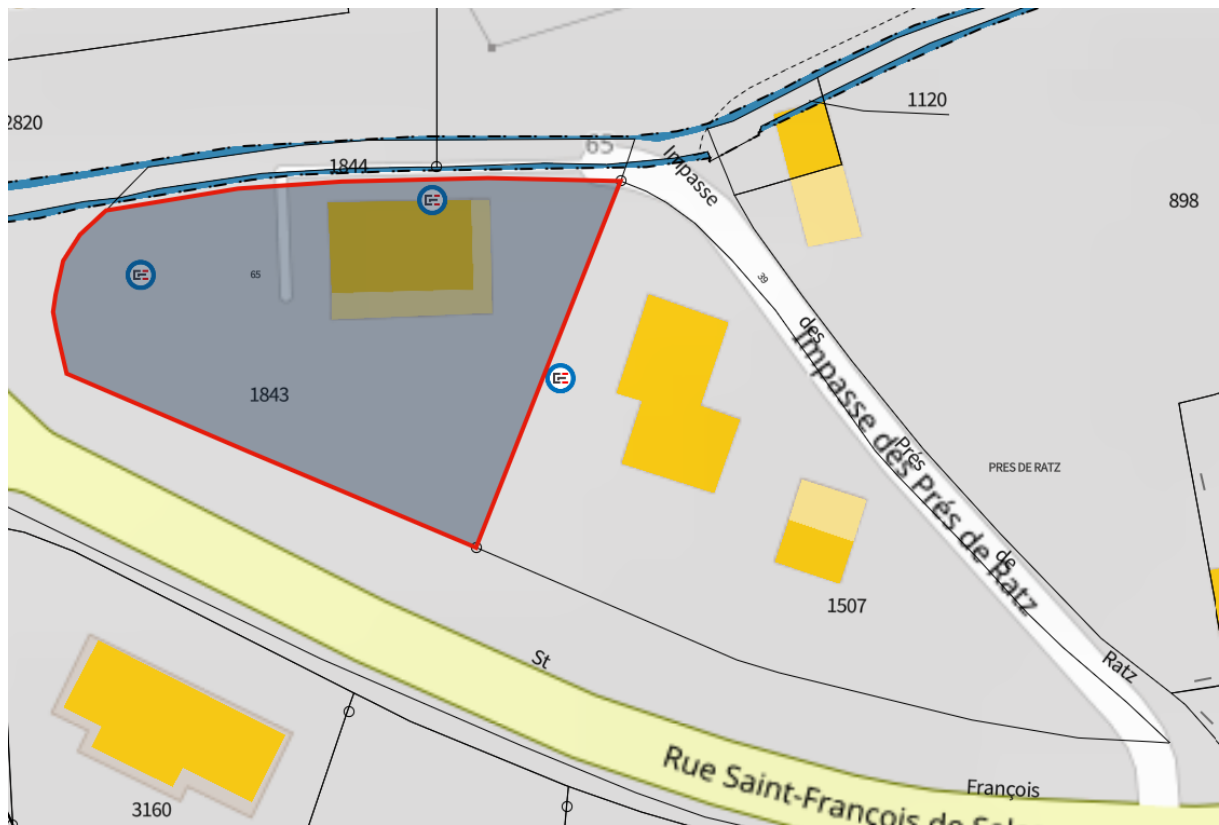 1120
2820
65
1844
Impasse
898
65
39
des
Impasse des Prés de Ratz
1843
Prés
PRES DE RATZ
de
1507
St
Ratz
Rue Saint-François de
François
3160